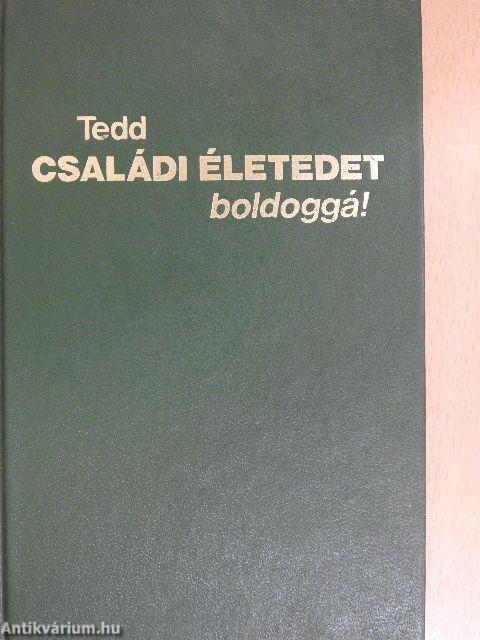 Tedd
CSALÁDI ÉLETEDET
boldoggá!
Antikvárium.hu